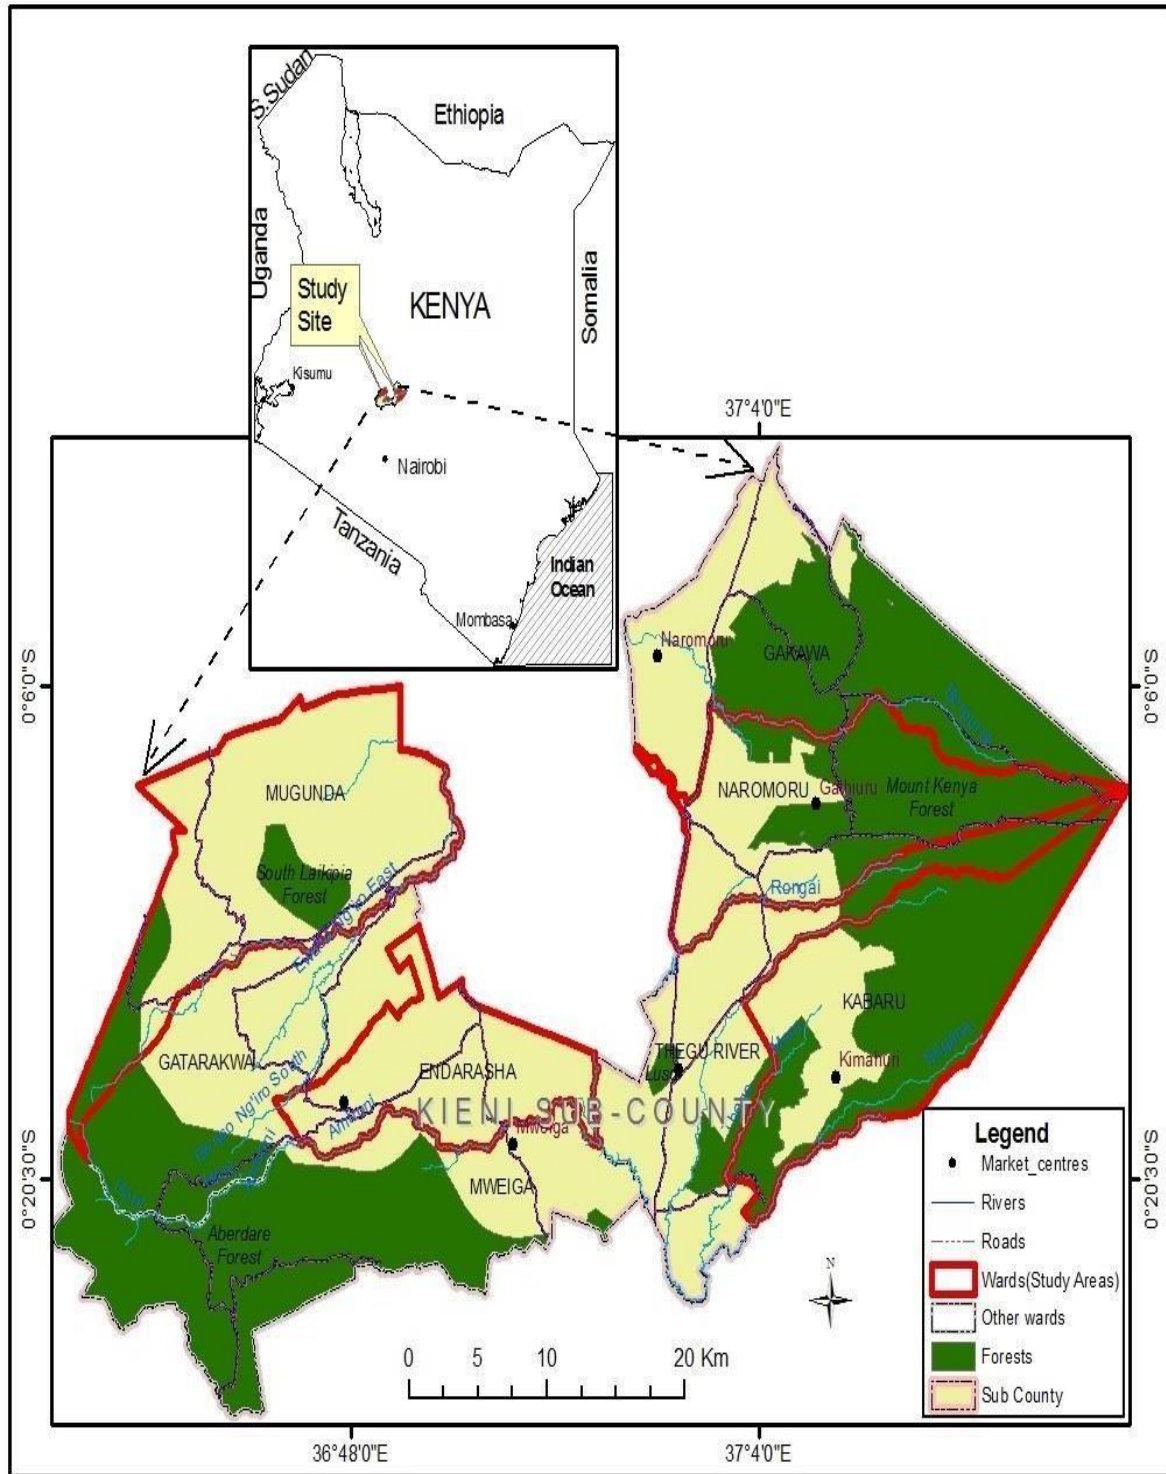 S.Sudan
Ethiopia
Uganda
Somalia
Study
Site
KENYA
Kisumu
Nairobi
Tanzania
Indian
Ocean
Mombasa
37°4'0"E
0°6'0"S
0°6'0"S
Naromoru
GAKAWA
MUGUNDA
NAROMORU
Gathiuru
Mount Kenya
Forest
South Laikipia
Forest
Rongai
KABARU
GATARAKWA
ENDARASHA
THEGU RIVER
Kimahuri
KIENI SUB-COUNTY
Amboni
Mweiga
MWEIGA
Aberdare
Forest
0°20'30"S
0°20'30"S
N
Legend
Market_centres
Rivers
Roads
Wards(Study Areas)
Other wards
Forests
Sub County
0 5 10 20 Km
36°48'0"E
37°4'0"E